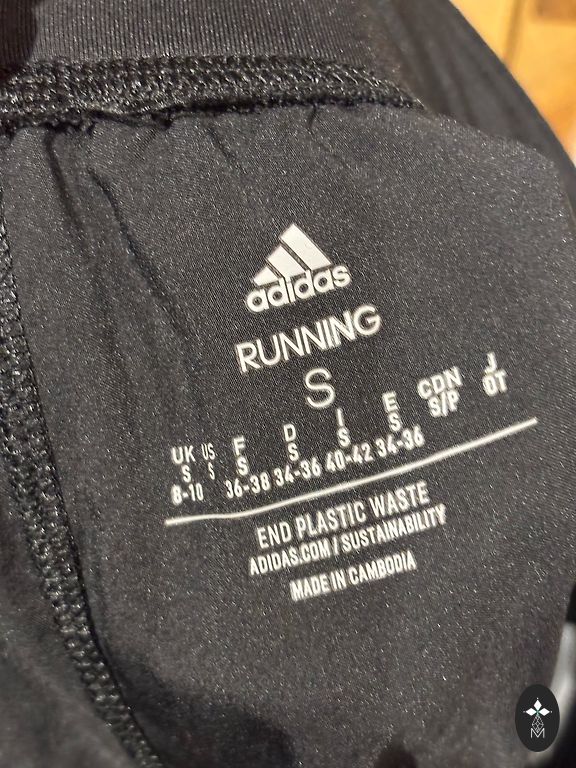 adidas
RUNNING
S
UK US F D I E CDN J
S S S S S S S/P OT
8-10 36-38 34-36 40-42 34-36
END PLASTIC WASTE
ADIDAS.COM / SUSTAINABILITY
MADE IN CAMBODIA
M